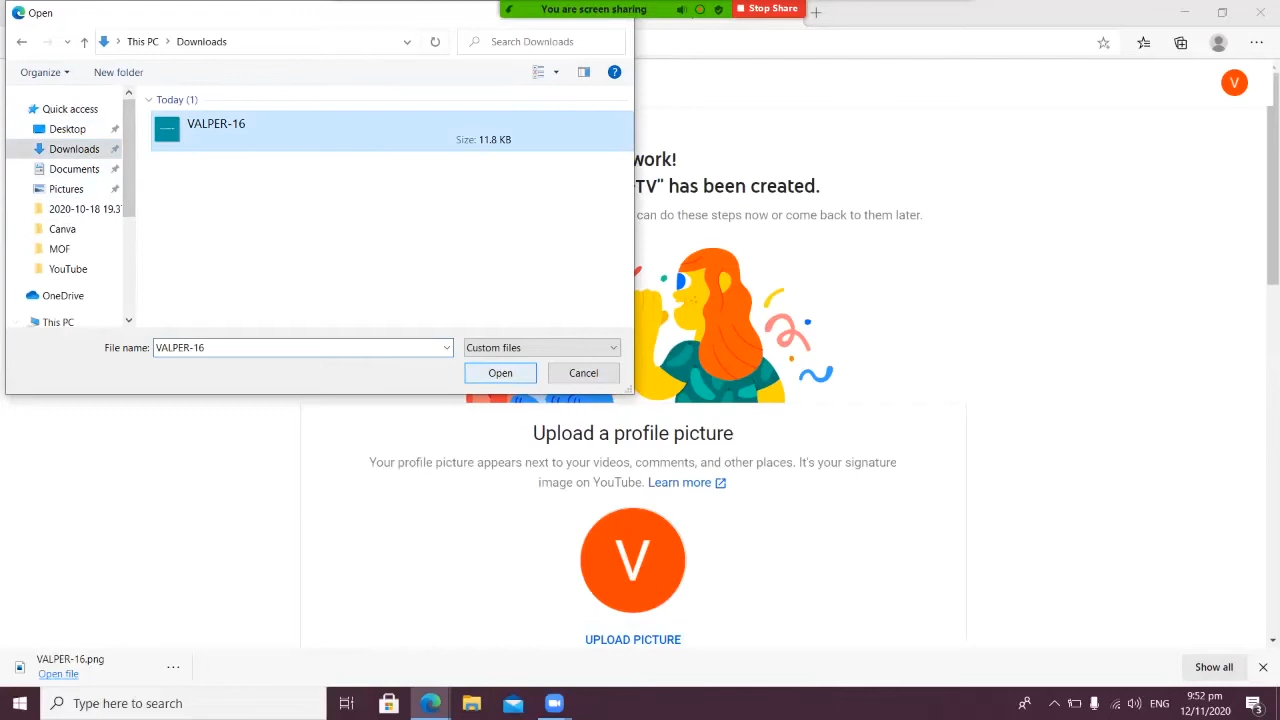 Open
You are screen sharing
Stop Share
This PC
Downloads
Search Downloads
Organize
New folder
?
Quick access
Desktop
Downloads
Documents
Pictures
2020-10-18 19.3
Canva
MOF
YouTube
OneDrive
This PC
Today (1)
VALPER-16
Size: 11.8 KB
File name: VALPER-16
Custom files
Open
Cancel
V
work!
TV" has been created.
can do these steps now or come back to them later.
Upload a profile picture
Your profile picture appears next to your videos, comments, and other places. It's your signature
image on YouTube. Learn more
V
UPLOAD PICTURE
VALPER-16.png
Open file
Show all
Type here to search
ENG
9:52 pm
12/11/2020
3